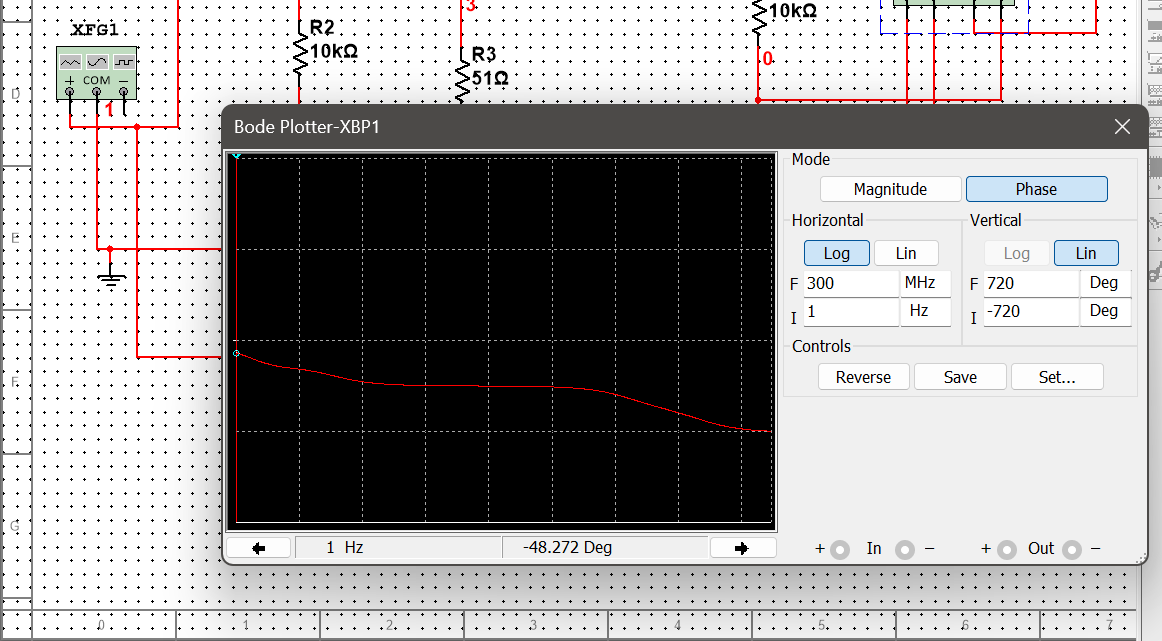 XFG1
COM
1
R2
10kΩ
3
R3
51Ω
10kΩ
0
D
E
F
G
Bode Plotter-XBP1
Mode
Magnitude Phase
Horizontal Vertical
Log Lin Log Lin
F 300 MHz F 720 Deg
I 1 Hz I -720 Deg
Controls
Reverse Save Set...
1 Hz -48.272 Deg
+ In − + Out −
0 1 2 3 4 5 6 7